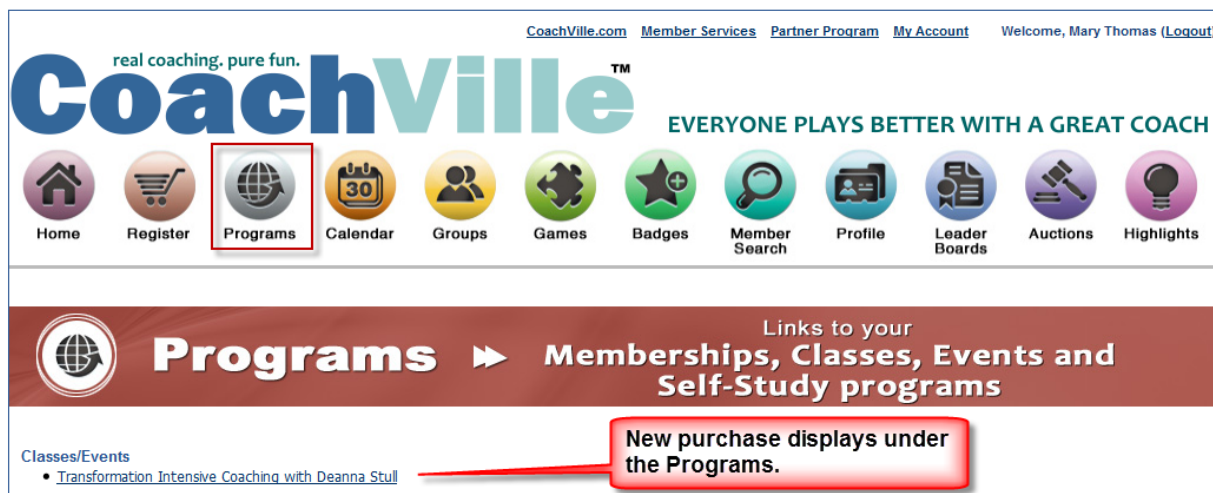 CoachVille.com Member Services Partner Program My Account Welcome, Mary Thomas (Logout)
real coaching. pure fun.
CoachVille™
EVERYONE PLAYS BETTER WITH A GREAT COACH
30
Home Register Programs Calendar Groups Games Badges Member Search Profile Leader Boards Auctions Highlights
Programs
Links to your
Memberships, Classes, Events and
Self-Study programs
Classes/Events
• Transformation Intensive Coaching with Deanna Stull
New purchase displays under
the Programs.